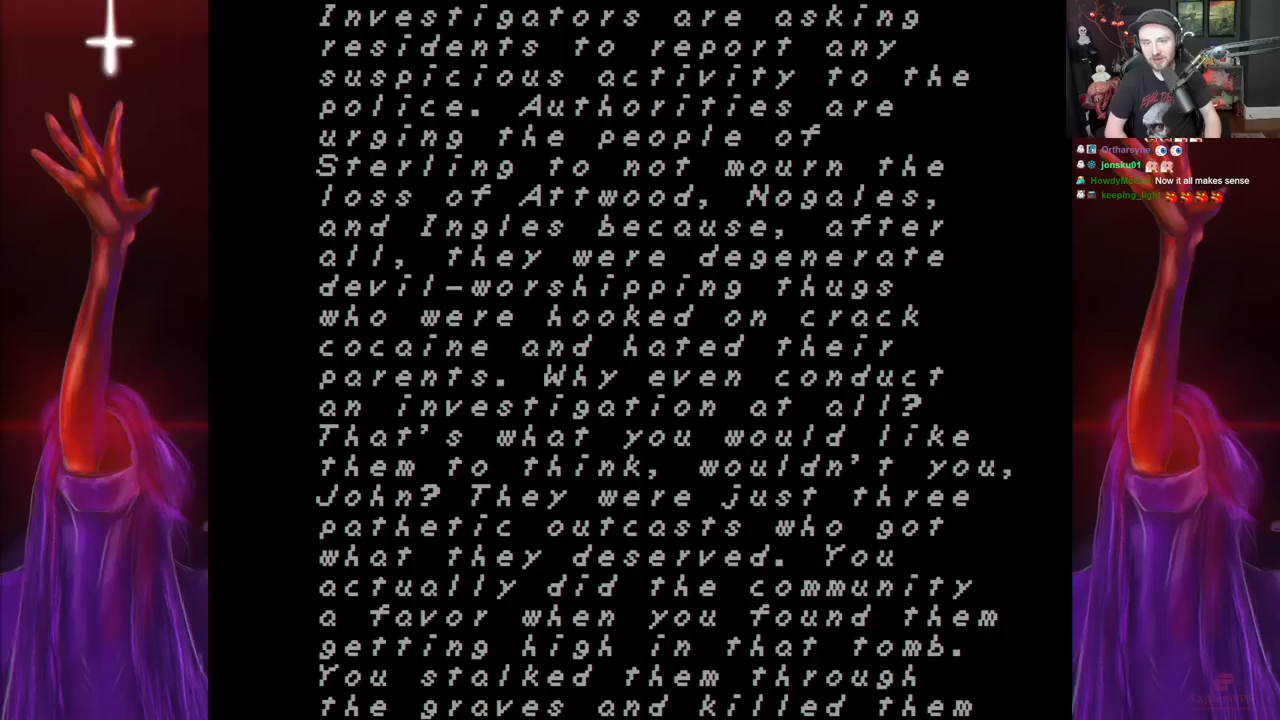 Investigators are asking
residents to report any
suspicious activity to the
police. Authorities are
urging the people of
Sterling to not mourn the
loss of Attwood, Nogales,
and Ingles because, after
all, they were degenerate
devil-worshipping thugs
who were hooked on crack
cocaine and hated their
parents. Why even conduct
an investigation at all?
That's what you would like
them to think, wouldn't you,
John? They were just three
pathetic outcasts who got
what they deserved. You
actually did the community
a favor when you found them
getting high in that tomb.
You stalked them through
the graves and killed them
Ortharsyne
jonsku01
Now it all makes sense
keeping_light